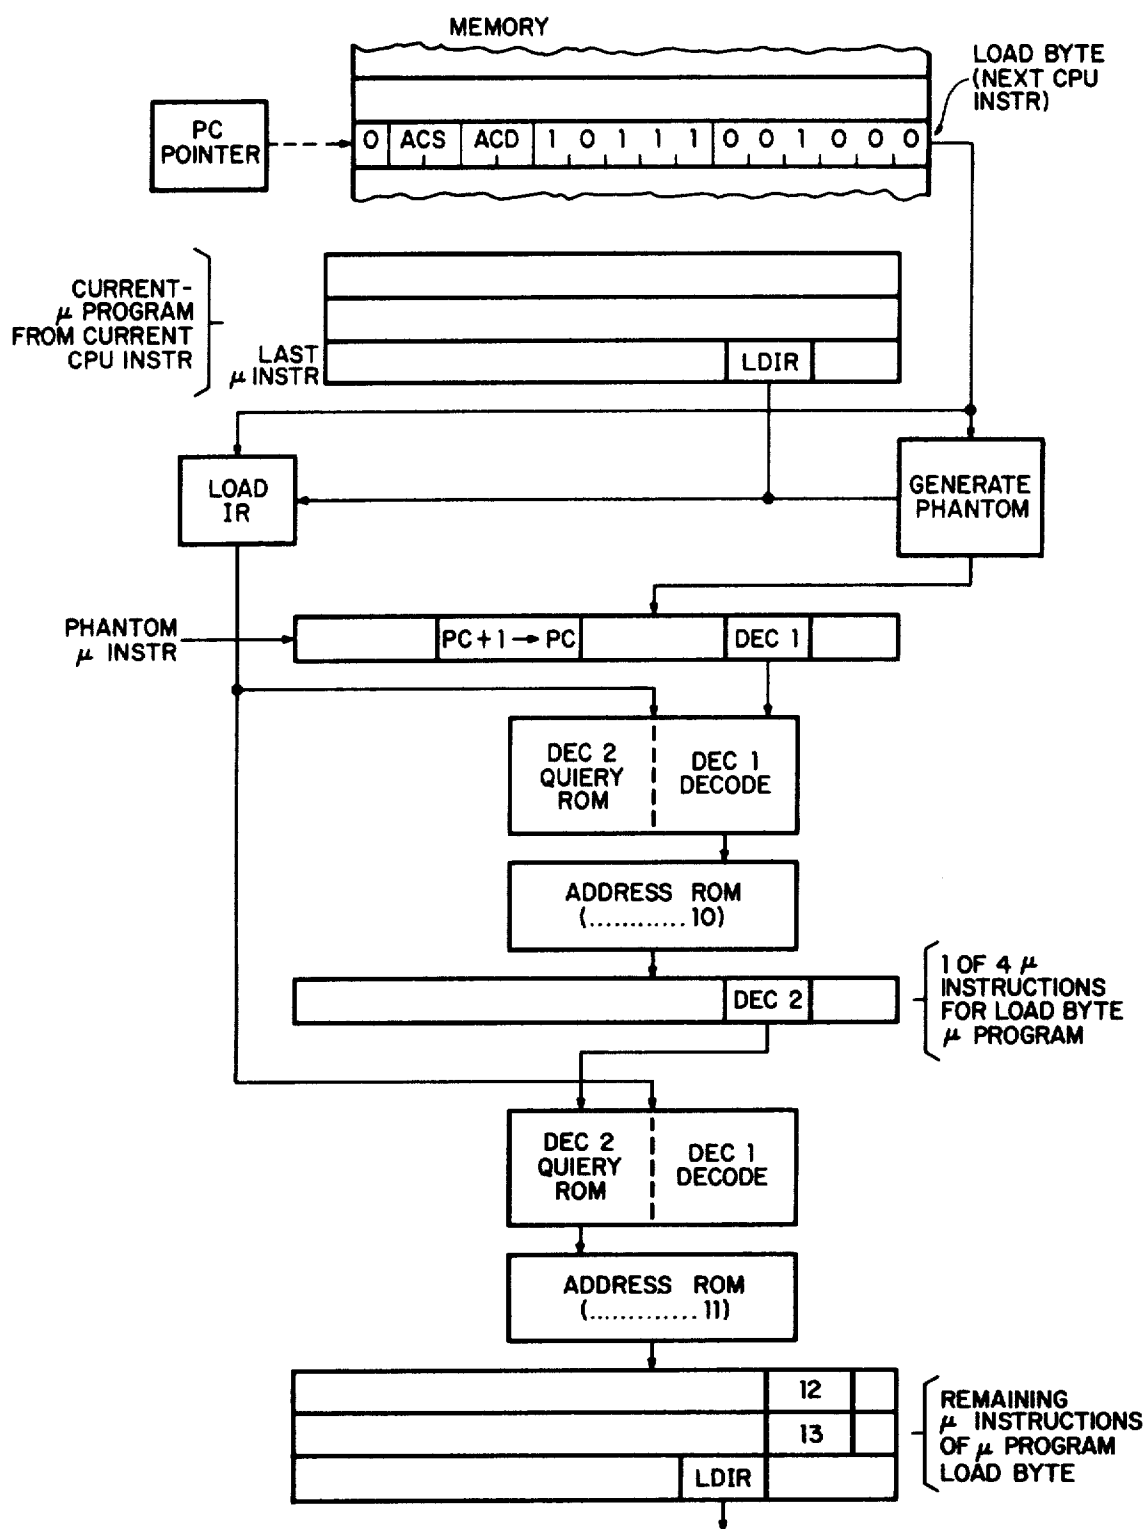 MEMORY
LOAD BYTE
(NEXT CPU
INSTR)
PC
POINTER
0 ACS ACD 1 0 1 1 1 0 0 1 0 0 0
CURRENT-
μ PROGRAM
FROM CURRENT
CPU INSTR
LAST
μ INSTR
LDIR
LOAD
IR
GENERATE
PHANTOM
PHANTOM
μ INSTR
PC+1→PC
DEC 1
DEC 2
QUIERY
ROM
DEC 1
DECODE
ADDRESS ROM
(............10)
DEC 2
1 OF 4 μ
INSTRUCTIONS
FOR LOAD BYTE
μ PROGRAM
DEC 2
QUIERY
ROM
DEC 1
DECODE
ADDRESS ROM
(.............11)
12
13
LDIR
REMAINING
μ INSTRUCTIONS
OF μ PROGRAM
LOAD BYTE